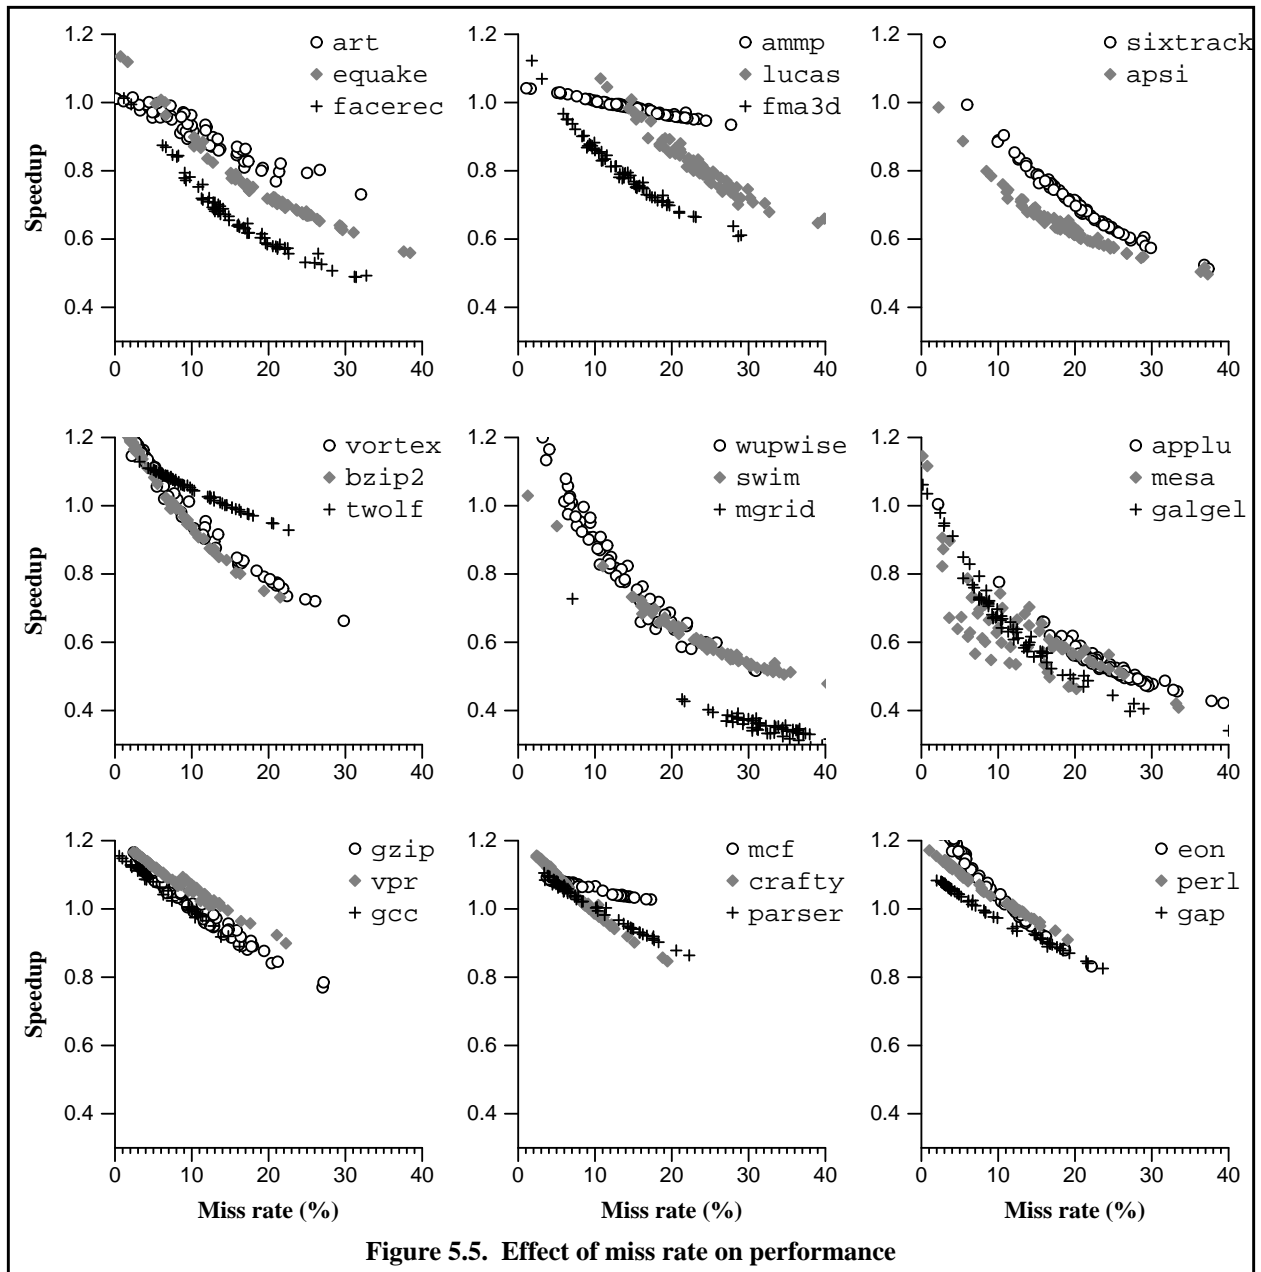 1.2
1.0
0.8
0.6
0.4
0 10 20 30 40
Speedup
art
equake
facerec
1.2
1.0
0.8
0.6
0.4
0 10 20 30 40
ammp
lucas
fma3d
1.2
1.0
0.8
0.6
0.4
0 10 20 30 40
sixtrack
apsi
1.2
1.0
0.8
0.6
0.4
0 10 20 30 40
Speedup
vortex
bzip2
twolf
1.2
1.0
0.8
0.6
0.4
0 10 20 30 40
wupwise
swim
mgrid
1.2
1.0
0.8
0.6
0.4
0 10 20 30 40
applu
mesa
galgel
1.2
1.0
0.8
0.6
0.4
0 10 20 30 40
Speedup
Miss rate (%)
gzip
vpr
gcc
1.2
1.0
0.8
0.6
0.4
0 10 20 30 40
Miss rate (%)
mcf
crafty
parser
1.2
1.0
0.8
0.6
0.4
0 10 20 30 40
Miss rate (%)
eon
perl
gap
Figure 5.5. Effect of miss rate on performance